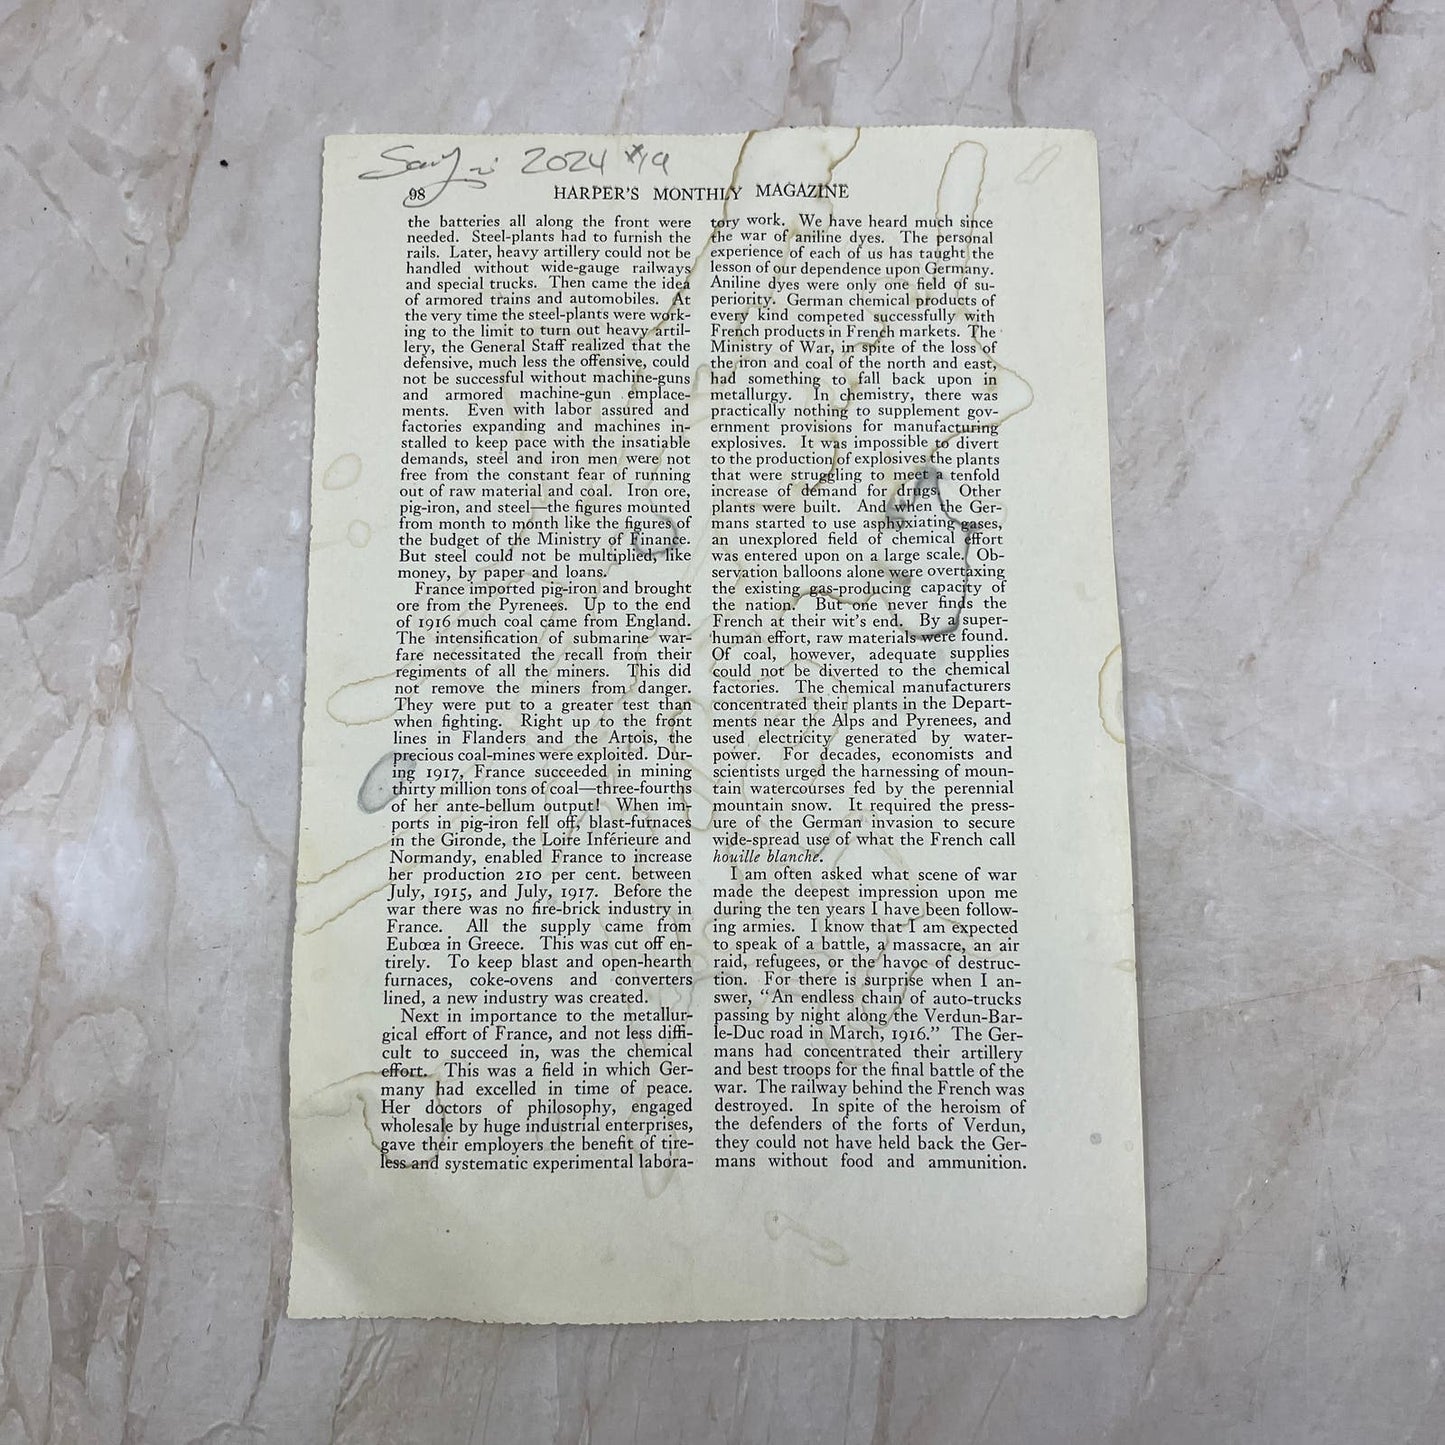 2024 #19
98
HARPER'S MONTHLY MAGAZINE
the batteries all along the front were
needed. Steel-plants had to furnish the
rails. Later, heavy artillery could not be
handled without wide-gauge railways
and special trucks. Then came the idea
of armored trains and automobiles. At
the very time the steel-plants were work-
ing to the limit to turn out heavy artil-
lery, the General Staff realized that the
defensive, much less the offensive, could
not be successful without machine-guns
and armored machine-gun emplace-
ments. Even with labor assured and
factories expanding and machines in-
stalled to keep pace with the insatiable
demands, steel and iron men were not
free from the constant fear of running
out of raw material and coal. Iron ore,
pig-iron, and steel—the figures mounted
from month to month like the figures of
the budget of the Ministry of Finance.
But steel could not be multiplied, like
money, by paper and loans.
France imported pig-iron and brought
ore from the Pyrenees. Up to the end
of 1916 much coal came from England.
The intensification of submarine war-
fare necessitated the recall from their
regiments of all the miners. This did
not remove the miners from danger.
They were put to a greater test than
when fighting. Right up to the front
lines in Flanders and the Artois, the
precious coal-mines were exploited. Dur-
ing 1917, France succeeded in mining
thirty million tons of coal—three-fourths
of her ante-bellum output! When im-
ports in pig-iron fell off, blast-furnaces
in the Gironde, the Loire Inférieure and
Normandy, enabled France to increase
her production 210 per cent. between
July, 1915, and July, 1917. Before the
war there was no fire-brick industry in
France. All the supply came from
Eubœa in Greece. This was cut off en-
tirely. To keep blast and open-hearth
furnaces, coke-ovens and converters
lined, a new industry was created.
Next in importance to the metallur-
gical effort of France, and not less diffi-
cult to succeed in, was the chemical
effort. This was a field in which Ger-
many had excelled in time of peace.
Her doctors of philosophy, engaged
wholesale by huge industrial enterprises,
gave their employers the benefit of tire-
less and systematic experimental labora-
tory work. We have heard much since
the war of aniline dyes. The personal
experience of each of us has taught the
lesson of our dependence upon Germany.
Aniline dyes were only one field of su-
periority. German chemical products of
every kind competed successfully with
French products in French markets. The
Ministry of War, in spite of the loss of
the iron and coal of the north and east,
had something to fall back upon in
metallurgy. In chemistry, there was
practically nothing to supplement gov-
ernment provisions for manufacturing
explosives. It was impossible to divert
to the production of explosives the plants
that were struggling to meet a tenfold
increase of demand for drugs. Other
plants were built. And when the Ger-
mans started to use asphyxiating gases,
an unexplored field of chemical effort
was entered upon on a large scale. Ob-
servation balloons alone were overtaxing
the existing gas-producing capacity of
the nation. But one never finds the
French at their wit's end. By a super-
human effort, raw materials were found.
Of coal, however, adequate supplies
could not be diverted to the chemical
factories. The chemical manufacturers
concentrated their plants in the Depart-
ments near the Alps and Pyrenees, and
used electricity generated by water-
power. For decades, economists and
scientists urged the harnessing of moun-
tain watercourses fed by the perennial
mountain snow. It required the press-
ure of the German invasion to secure
wide-spread use of what the French call
houille blanche.
I am often asked what scene of war
made the deepest impression upon me
during the ten years I have been follow-
ing armies. I know that I am expected
to speak of a battle, a massacre, an air
raid, refugees, or the havoc of destruc-
tion. For there is surprise when I an-
swer, “An endless chain of auto-trucks
passing by night along the Verdun-Bar-
le-Duc road in March, 1916.” The Ger-
mans had concentrated their artillery
and best troops for the final battle of the
war. The railway behind the French was
destroyed. In spite of the heroism of
the defenders of the forts of Verdun,
they could not have held back the Ger-
mans without food and ammunition.